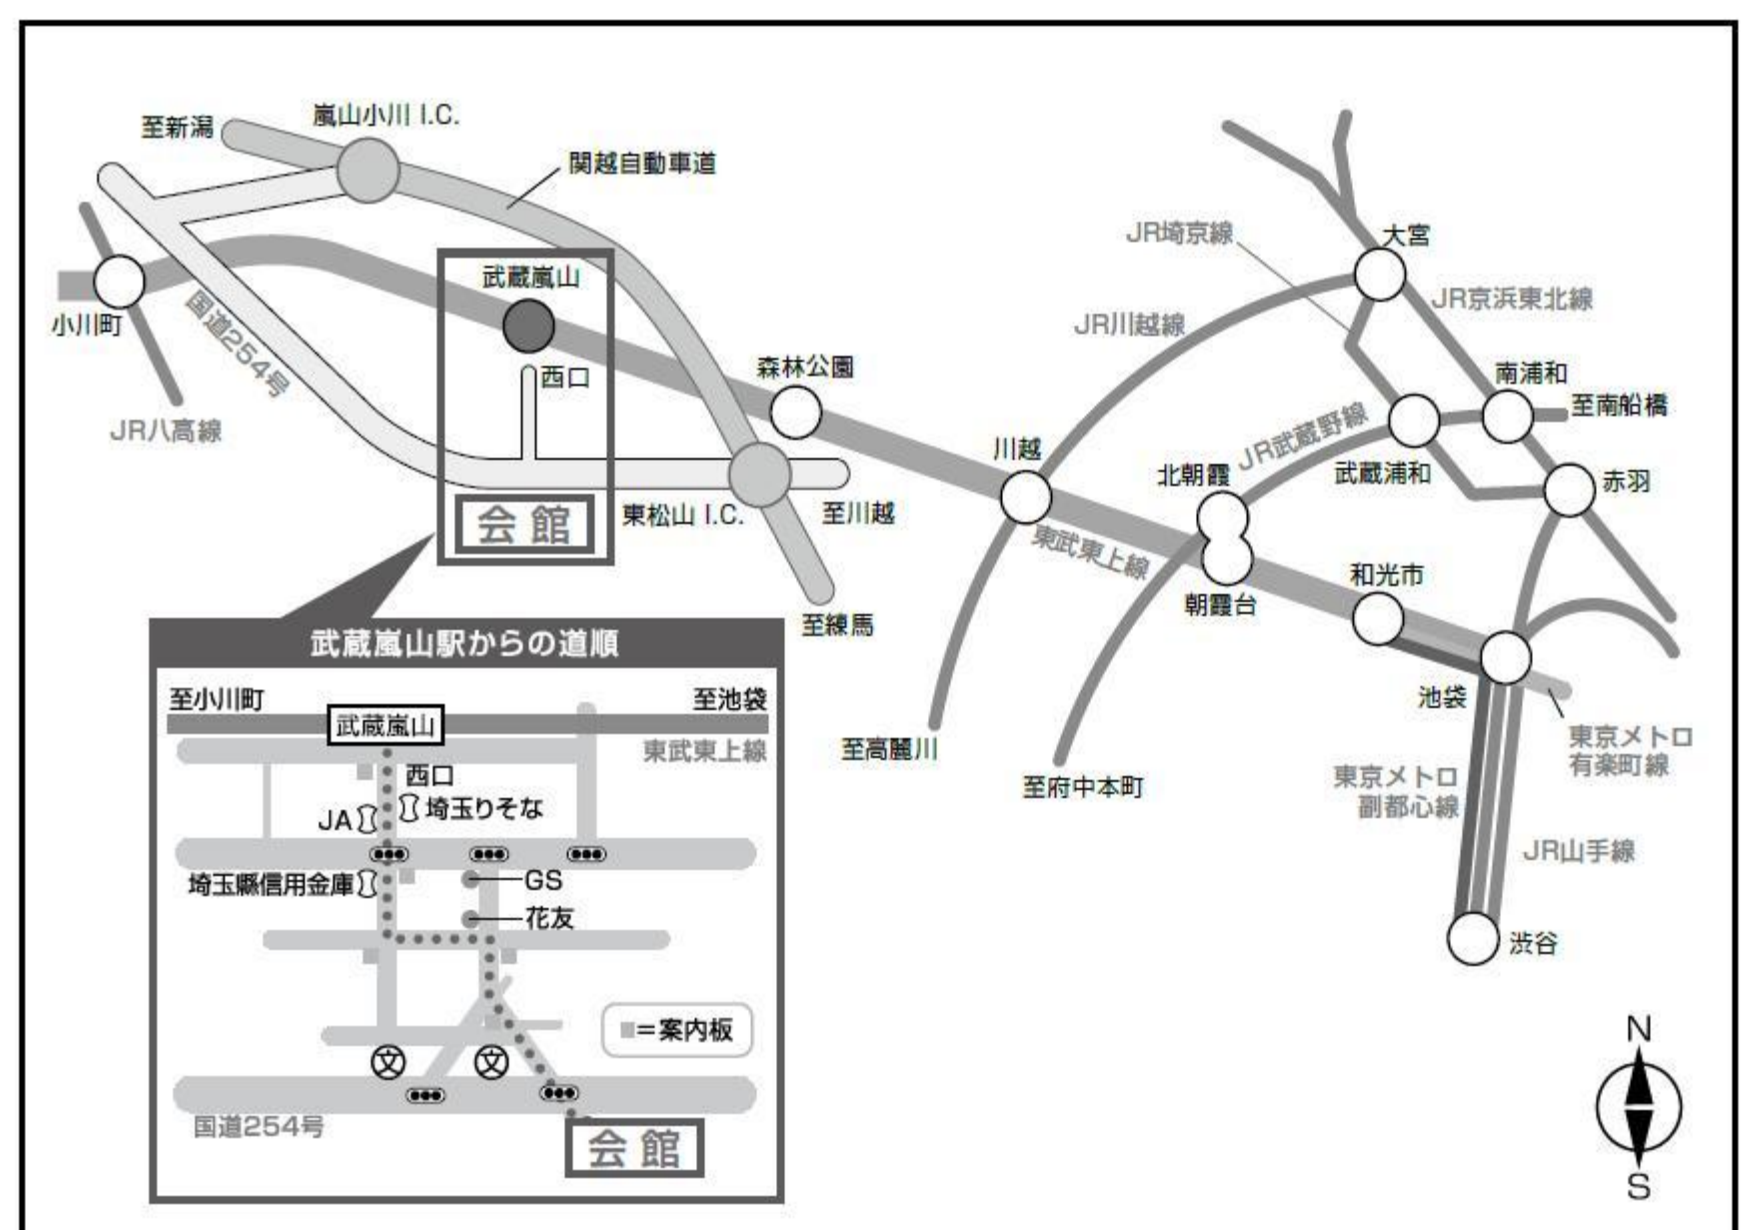 至新潟
嵐山小川 I.C.
関越自動車道
武蔵嵐山
小川町
国道254号
JR八高線
西口
森林公園
会館
東松山 I.C.
至川越
至練馬
川越
JR川越線
JR埼京線
大宮
JR京浜東北線
南浦和
至南船橋
JR武蔵野線
武蔵浦和
赤羽
北朝霞
東武東上線
朝霞台
和光市
池袋
至高麗川
至府中本町
東京メトロ
有楽町線
東京メトロ
副都心線
JR山手線
渋谷
武蔵嵐山駅からの道順
至小川町
至池袋
武蔵嵐山
東武東上線
西口
JA
埼玉りそな
埼玉縣信用金庫
GS
花友
=案内板
文
文
国道254号
会館
N
S